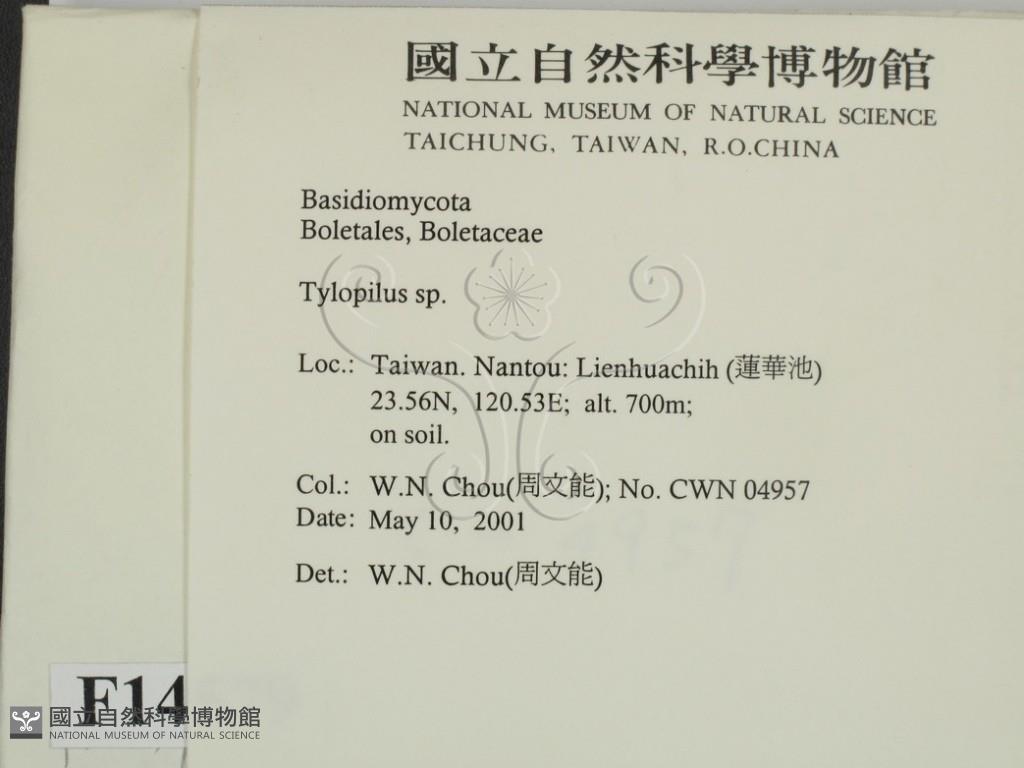 國立自然科學博物館
NATIONAL MUSEUM OF NATURAL SCIENCE
TAICHUNG, TAIWAN, R.O.CHINA
Basidiomycota
Boletales, Boletaceae
Tylopilus sp.
Loc.: Taiwan. Nantou: Lienhuachih (蓮華池)
23.56N, 120.53E; alt. 700m;
on soil.
Col.: W.N. Chou(周文能); No. CWN 04957
Date: May 10, 2001
Det.: W.N. Chou(周文能)
F14
國立自然科學博物館
NATIONAL MUSEUM OF NATURAL SCIENCE